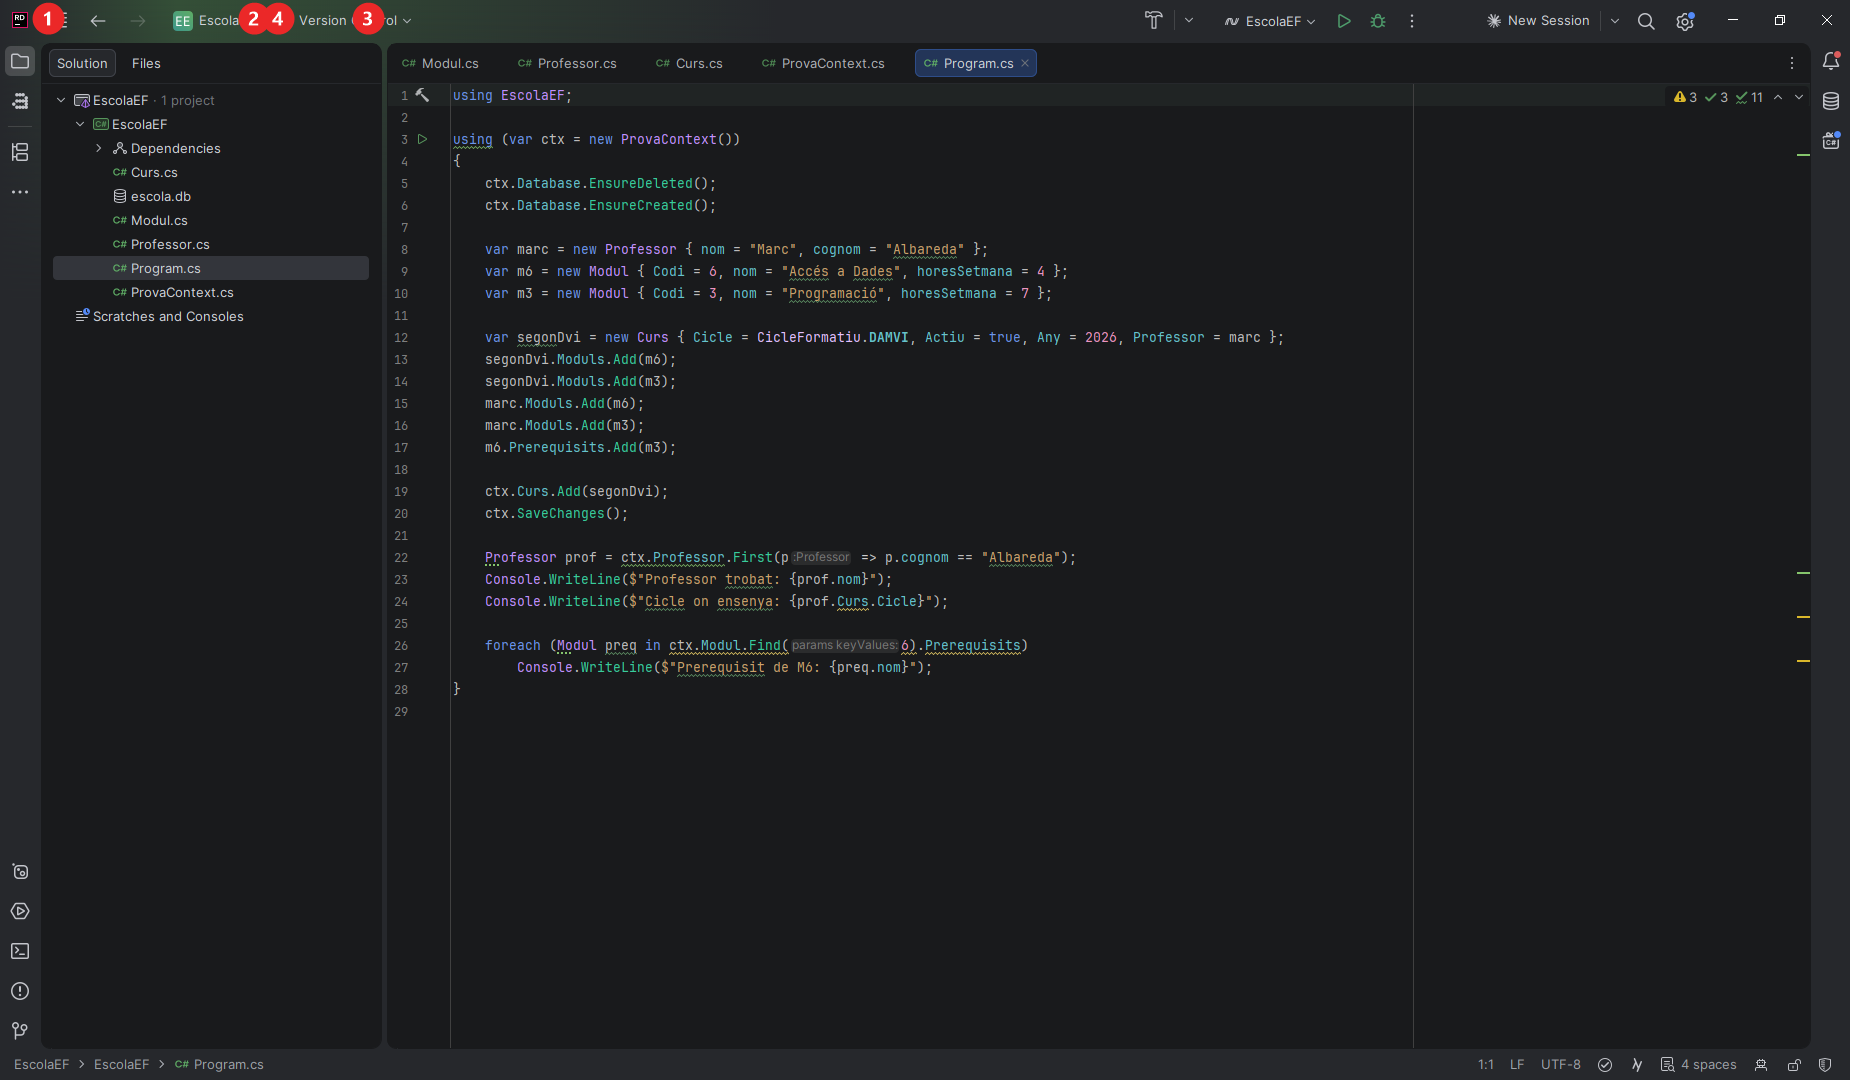 RD 1 EE Escola 2 4 Version 3 ol EscolaEF New Session
Solution Files
Modul.cs Professor.cs Curs.cs ProvaContext.cs Program.cs
EscolaEF · 1 project
EscolaEF
Dependencies
Curs.cs
escola.db
Modul.cs
Professor.cs
Program.cs
ProvaContext.cs
Scratches and Consoles
3 3 11
1 using EscolaEF;
2
3 using (var ctx = new ProvaContext())
4 {
5 ctx.Database.EnsureDeleted();
6 ctx.Database.EnsureCreated();
7
8 var marc = new Professor { nom = "Marc", cognom = "Albareda" };
9 var m6 = new Modul { Codi = 6, nom = "Accés a Dades", horesSetmana = 4 };
10 var m3 = new Modul { Codi = 3, nom = "Programació", horesSetmana = 7 };
11
12 var segonDvi = new Curs { Cicle = CicleFormatiu.DAMVI, Actiu = true, Any = 2026, Professor = marc };
13 segonDvi.Moduls.Add(m6);
14 segonDvi.Moduls.Add(m3);
15 marc.Moduls.Add(m6);
16 marc.Moduls.Add(m3);
17 m6.Prerequisits.Add(m3);
18
19 ctx.Curs.Add(segonDvi);
20 ctx.SaveChanges();
21
22 Professor prof = ctx.Professor.First(p :Professor => p.cognom == "Albareda");
23 Console.WriteLine($"Professor trobat: {prof.nom}");
24 Console.WriteLine($"Cicle on ensenya: {prof.Curs.Cicle}");
25
26 foreach (Modul preq in ctx.Modul.Find( params keyValues: 6).Prerequisits)
27 Console.WriteLine($"Prerequisit de M6: {preq.nom}");
28 }
29
EscolaEF > EscolaEF > C# Program.cs 1:1 LF UTF-8 4 spaces